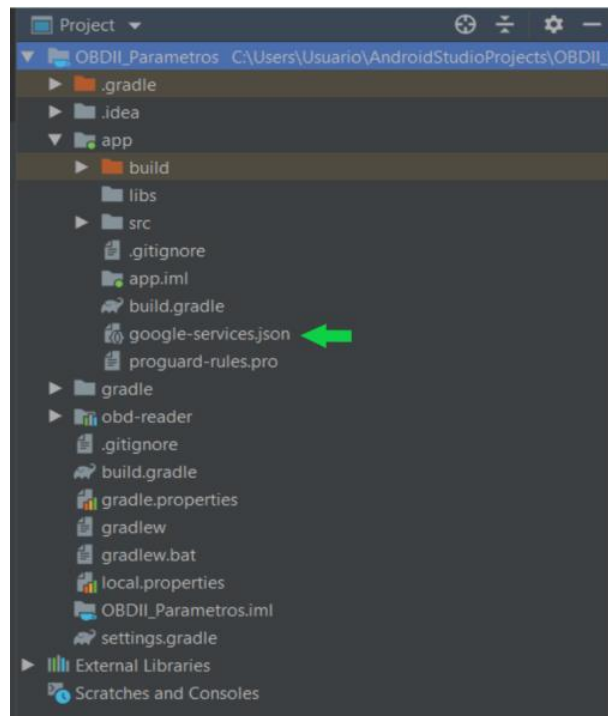 Project
OBDII_Parametros C:\Users\Usuario\AndroidStudioProjects\OBDII_
.gradle
.idea
app
build
libs
src
.gitignore
app.iml
build.gradle
google-services.json
proguard-rules.pro
gradle
obd-reader
.gitignore
build.gradle
gradle.properties
gradlew
gradlew.bat
local.properties
OBDII_Parametros.iml
settings.gradle
External Libraries
Scratches and Consoles